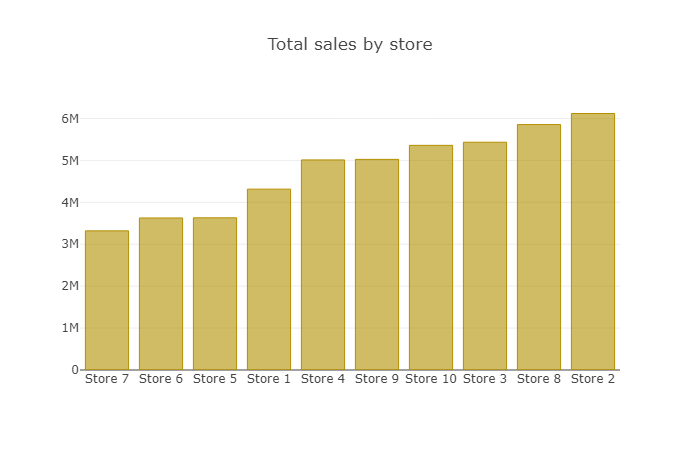 Total sales by store
6M
5M
4M
3M
2M
1M
0
Store 7 Store 6 Store 5 Store 1 Store 4 Store 9 Store 10 Store 3 Store 8 Store 2